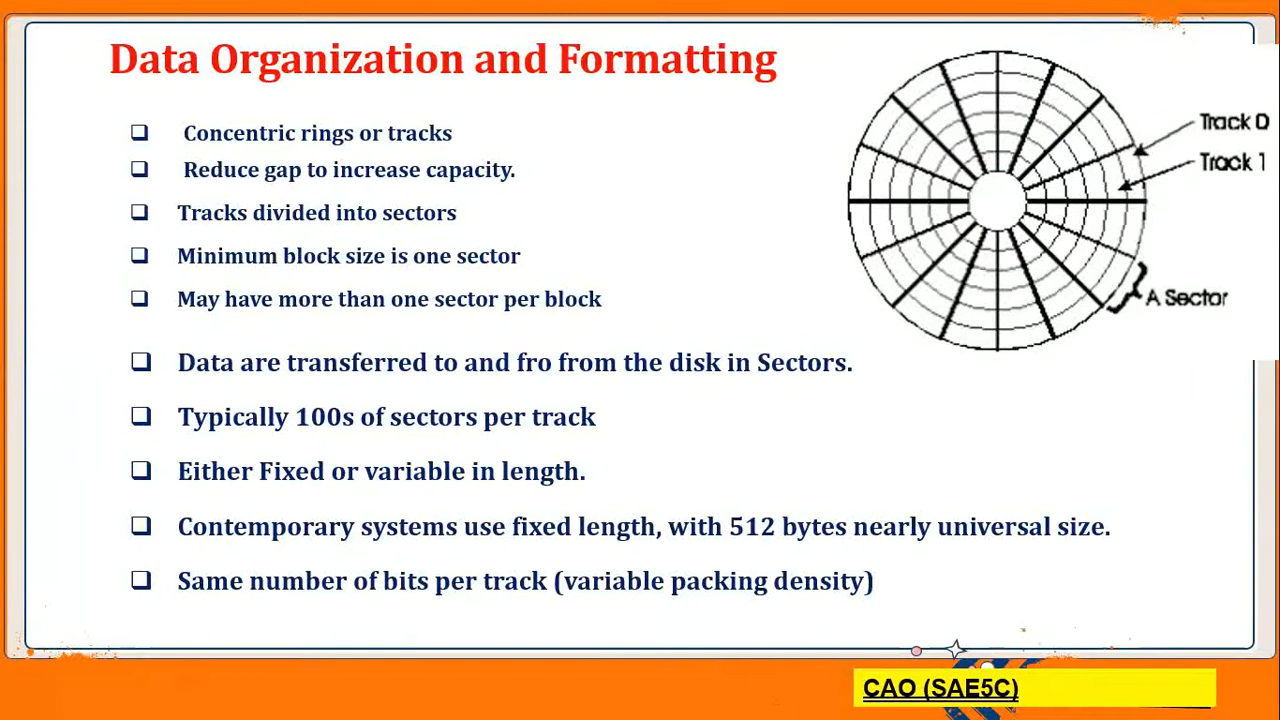 Data Organization and Formatting
Concentric rings or tracks
Reduce gap to increase capacity.
Tracks divided into sectors
Minimum block size is one sector
May have more than one sector per block
Data are transferred to and fro from the disk in Sectors.
Typically 100s of sectors per track
Either Fixed or variable in length.
Contemporary systems use fixed length, with 512 bytes nearly universal size.
Same number of bits per track (variable packing density)
Track 0
Track 1
A Sector
CAO (SAE5C)